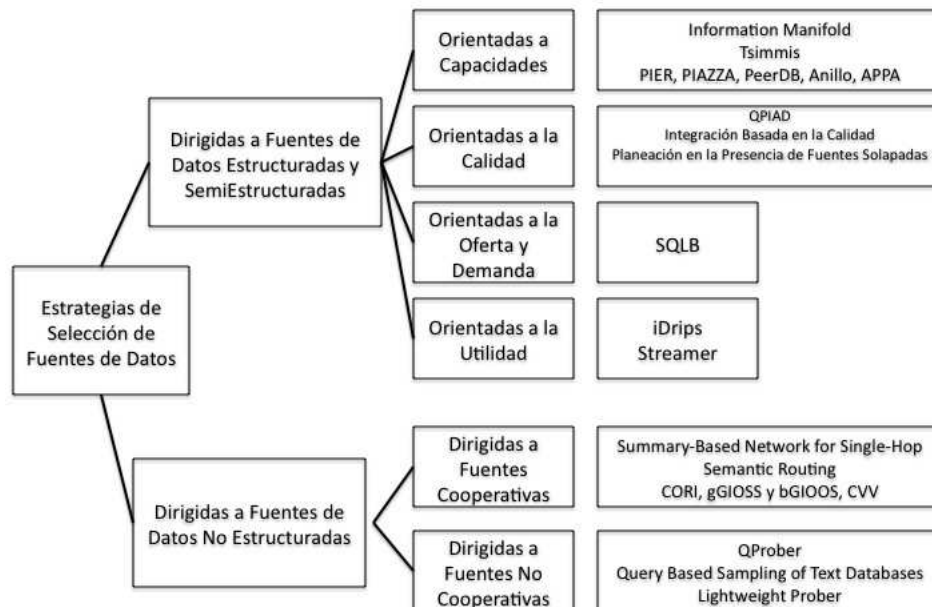 Estrategias de
Selección de
Fuentes de Datos
Dirigidas a Fuentes de
Datos Estructuradas y
SemiEstructuradas
Orientadas a
Capacidades
Information Manifold
Tsimmis
PIER, PIAZZA, PeerDB, Anillo, APPA
Orientadas a la
Calidad
QPIAD
Integración Basada en la Calidad
Planeación en la Presencia de Fuentes Solapadas
Orientadas a la
Oferta y
Demanda
SQLB
Orientadas a la
Utilidad
iDrips
Streamer
Dirigidas a Fuentes de
Datos No Estructuradas
Dirigidas a
Fuentes
Cooperativas
Summary-Based Network for Single-Hop
Semantic Routing
CORI, gGIOSS y bGIOOS, CVV
Dirigidas a
Fuentes No
Cooperativas
QProber
Query Based Sampling of Text Databases
Lightweight Prober